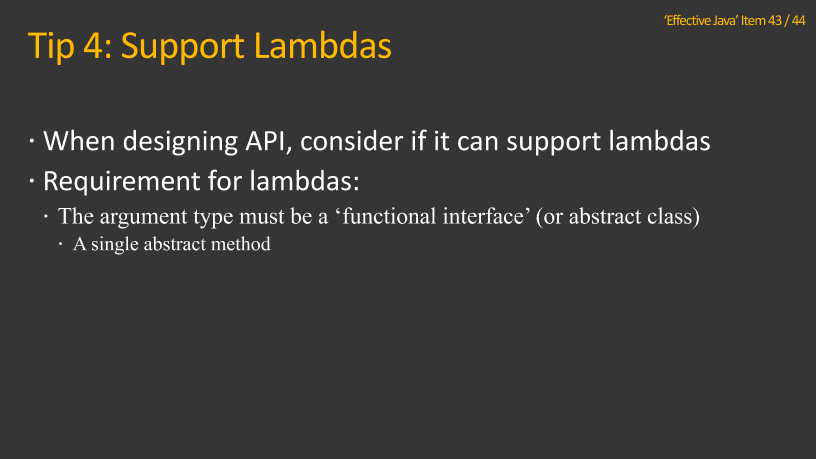 ‘Effective Java’ Item 43 / 44
Tip 4: Support Lambdas
· When designing API, consider if it can support lambdas
· Requirement for lambdas:
· The argument type must be a ‘functional interface’ (or abstract class)
· A single abstract method